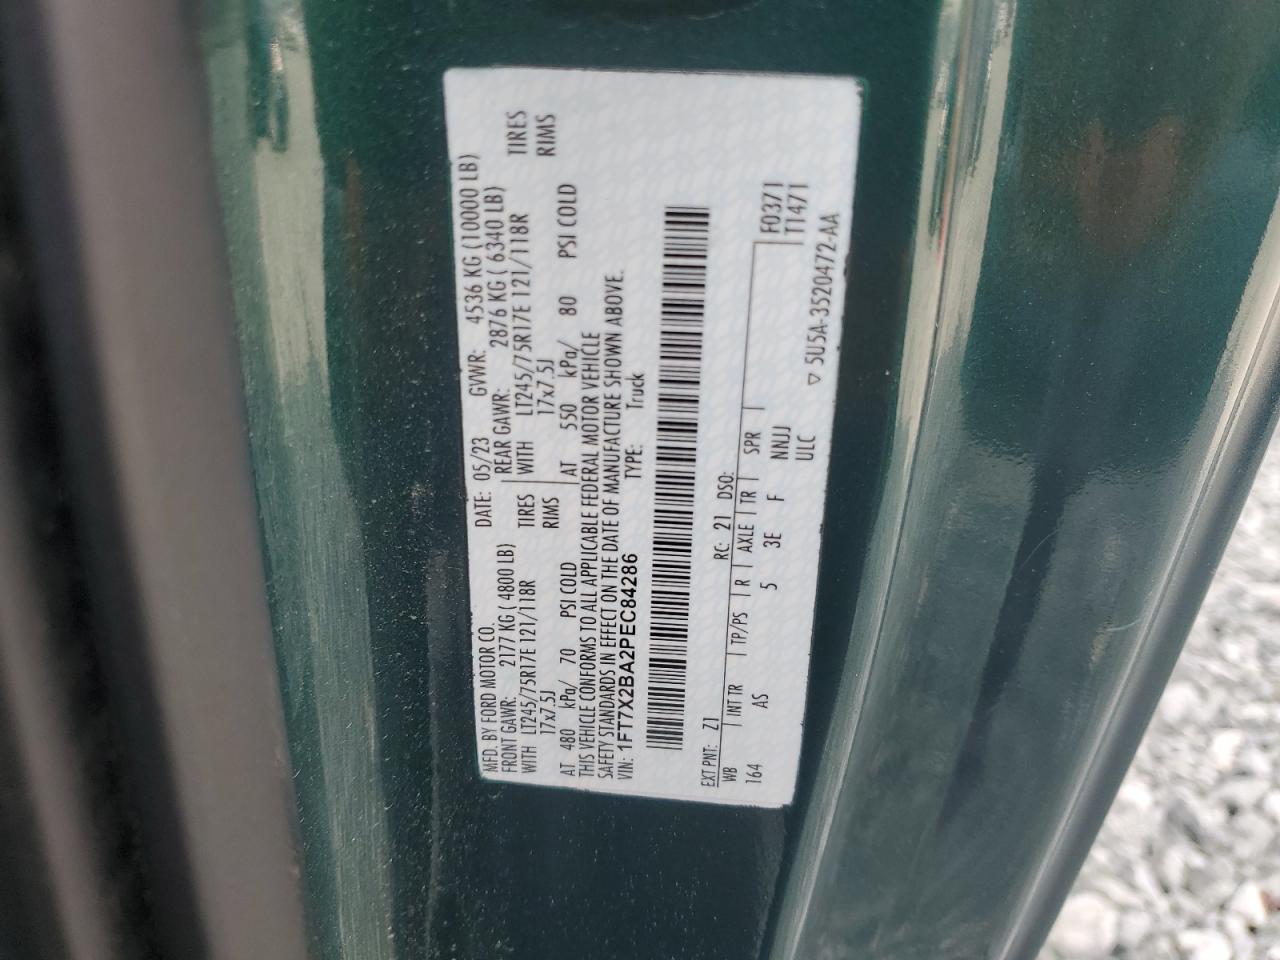 MFD. BY FORD MOTOR CO.
DATE: 05/23 GVWR: 4536 KG (10000 LB)
FRONT GAWR: 2177 KG ( 4800 LB) REAR GAWR: 2876 KG ( 6340 LB)
WITH LT245/75R17E 121/118R TIRES WITH LT245/75R17E 121/118R TIRES
17x7.5J RIMS 17x7.5J RIMS
AT 480 kPa/ 70 PSI COLD AT 550 kPa/ 80 PSI COLD
THIS VEHICLE CONFORMS TO ALL APPLICABLE FEDERAL MOTOR VEHICLE
SAFETY STANDARDS IN EFFECT ON THE DATE OF MANUFACTURE SHOWN ABOVE.
VIN: 1FT7X2BA2PEC84286 TYPE: Truck
EXT PNT: Z1 RC: 21 DSO:
WB INT TR TP/PS R AXLE TR SPR F0371
164 AS 5 3E F NNJJ T1471
ULC
▽ 5U5A-3520472-AA